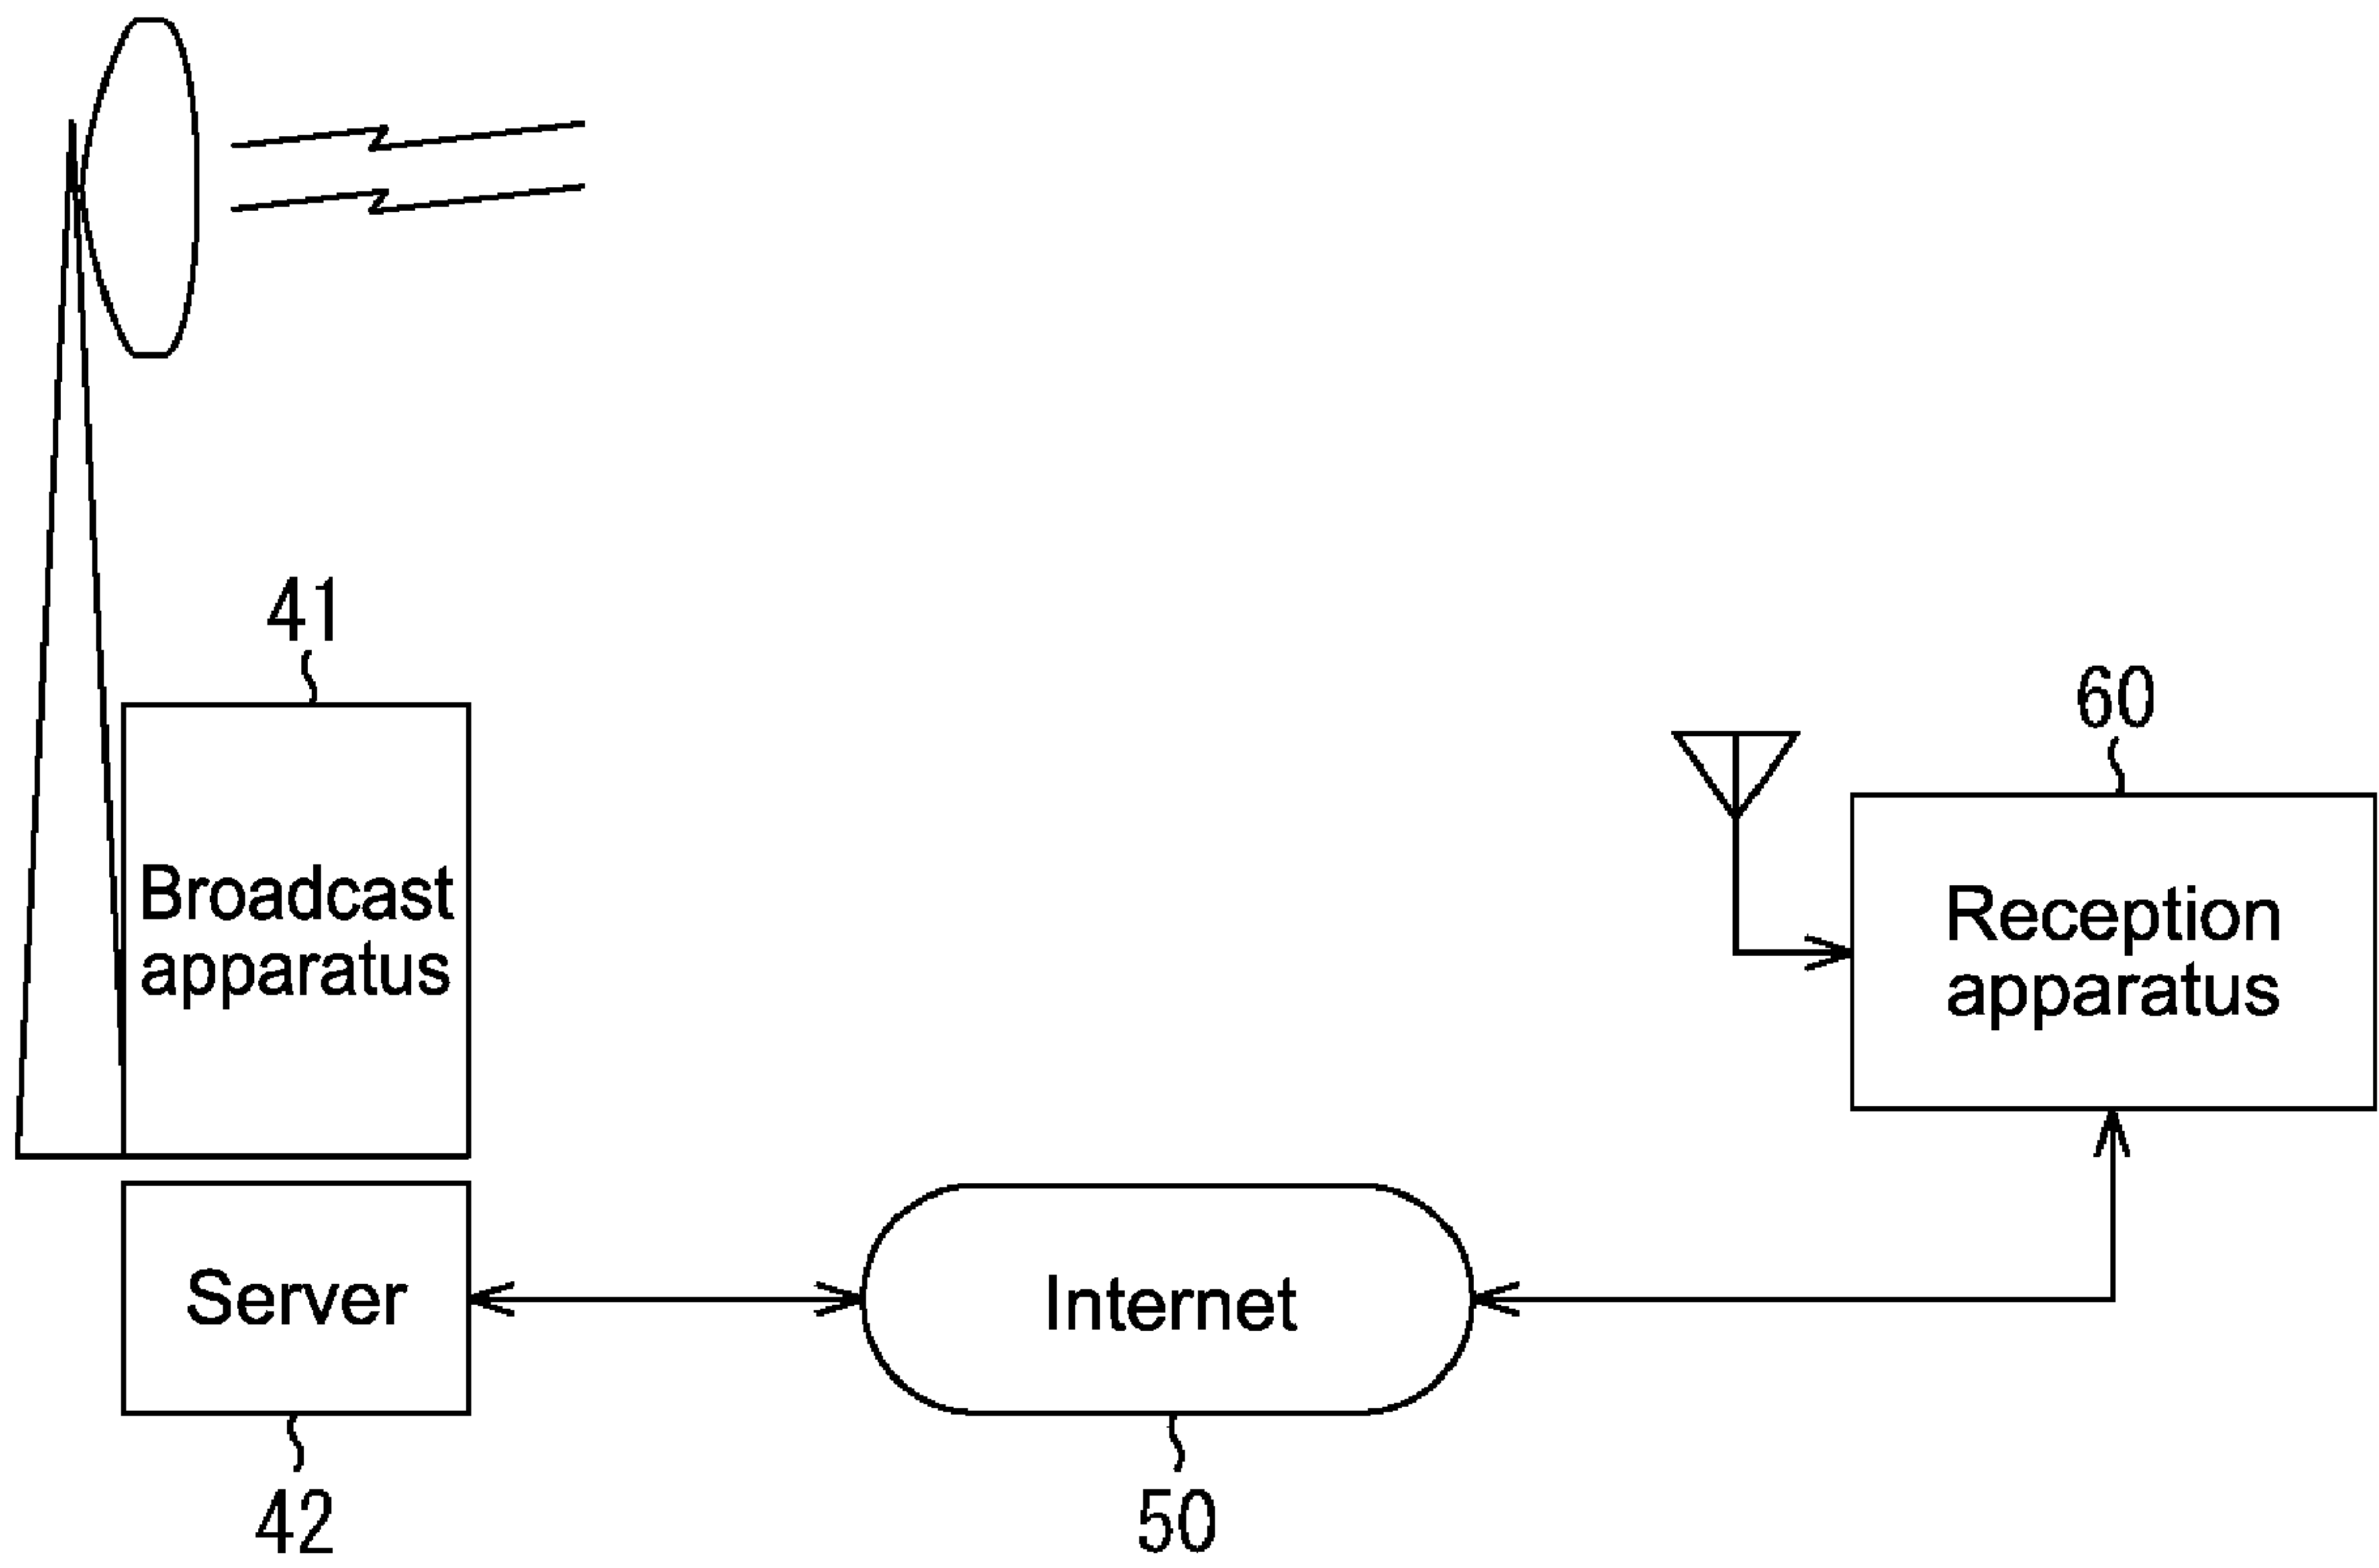 41
Broadcast
apparatus
60
Reception
apparatus
Server
Internet
42
50